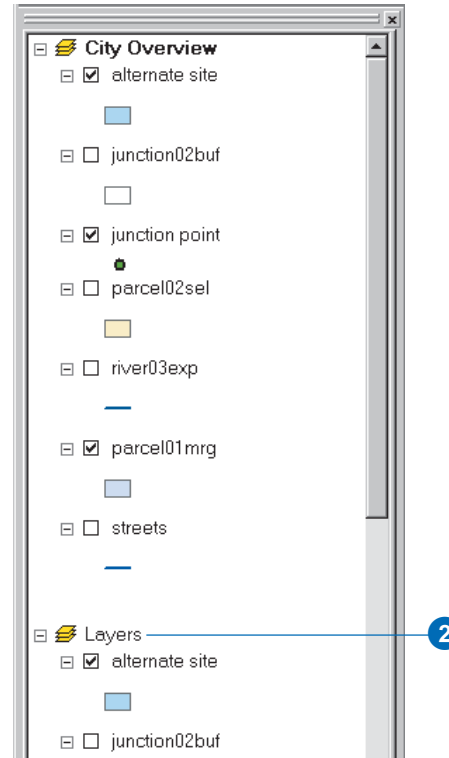 City Overview
alternate site
junction02buf
junction point
parcel02sel
river03exp
parcel01mrg
streets
Layers
2
alternate site
junction02buf